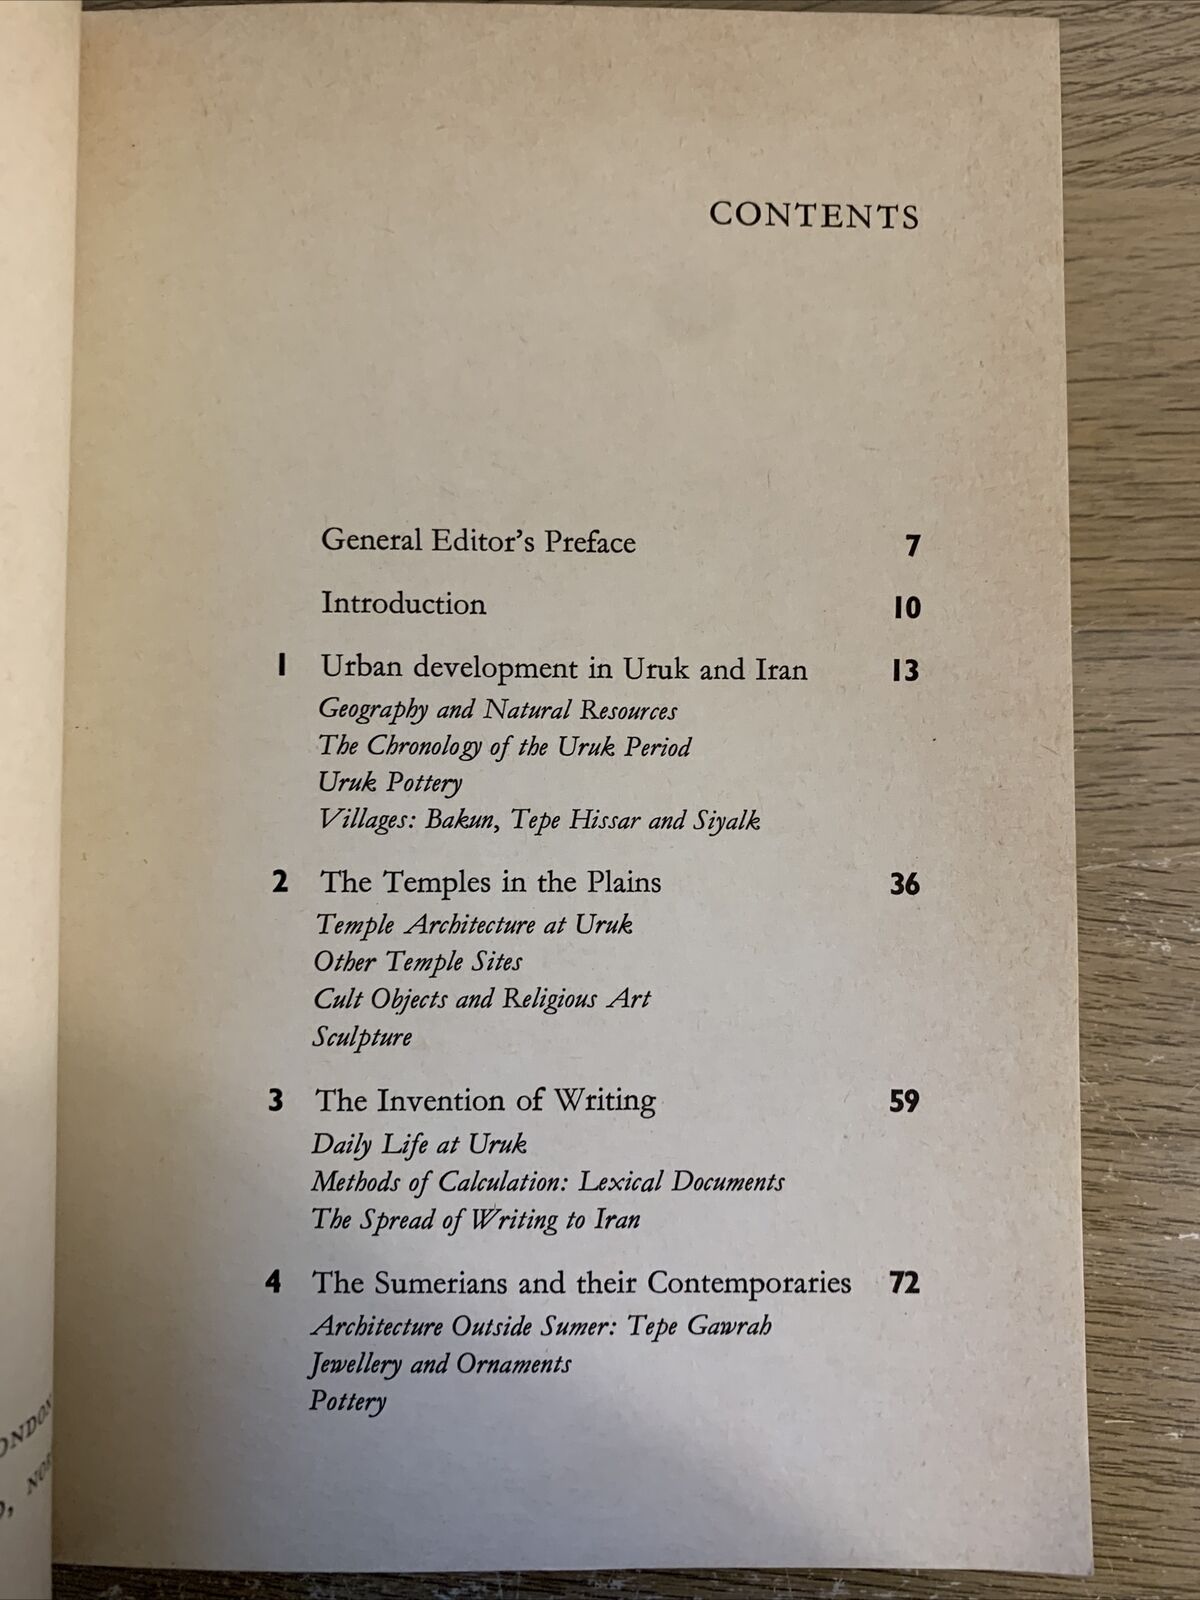 CONTENTS
General Editor's Preface 7
Introduction 10
1 Urban development in Uruk and Iran 13
Geography and Natural Resources
The Chronology of the Uruk Period
Uruk Pottery
Villages: Bakun, Tepe Hissar and Siyalk
2 The Temples in the Plains 36
Temple Architecture at Uruk
Other Temple Sites
Cult Objects and Religious Art
Sculpture
3 The Invention of Writing 59
Daily Life at Uruk
Methods of Calculation: Lexical Documents
The Spread of Writing to Iran
4 The Sumerians and their Contemporaries 72
Architecture Outside Sumer: Tepe Gawrah
Jewellery and Ornaments
Pottery